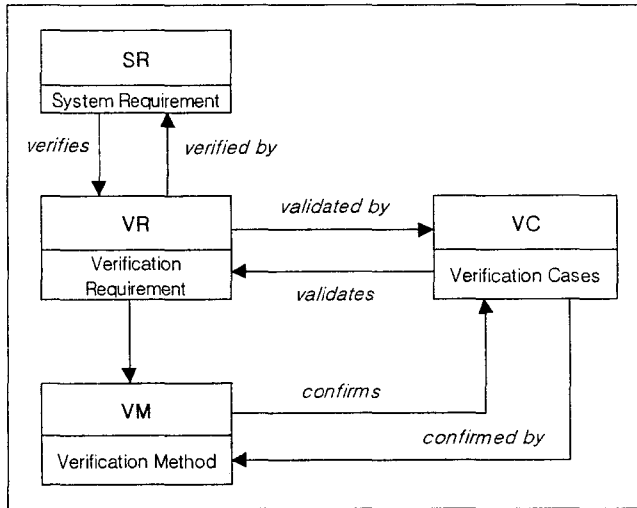 SR
System Requirement
verifies
verified by
VR
Verification
Requirement
validated by
VC
Verification Cases
validates
VM
Verification Method
confirms
confirmed by